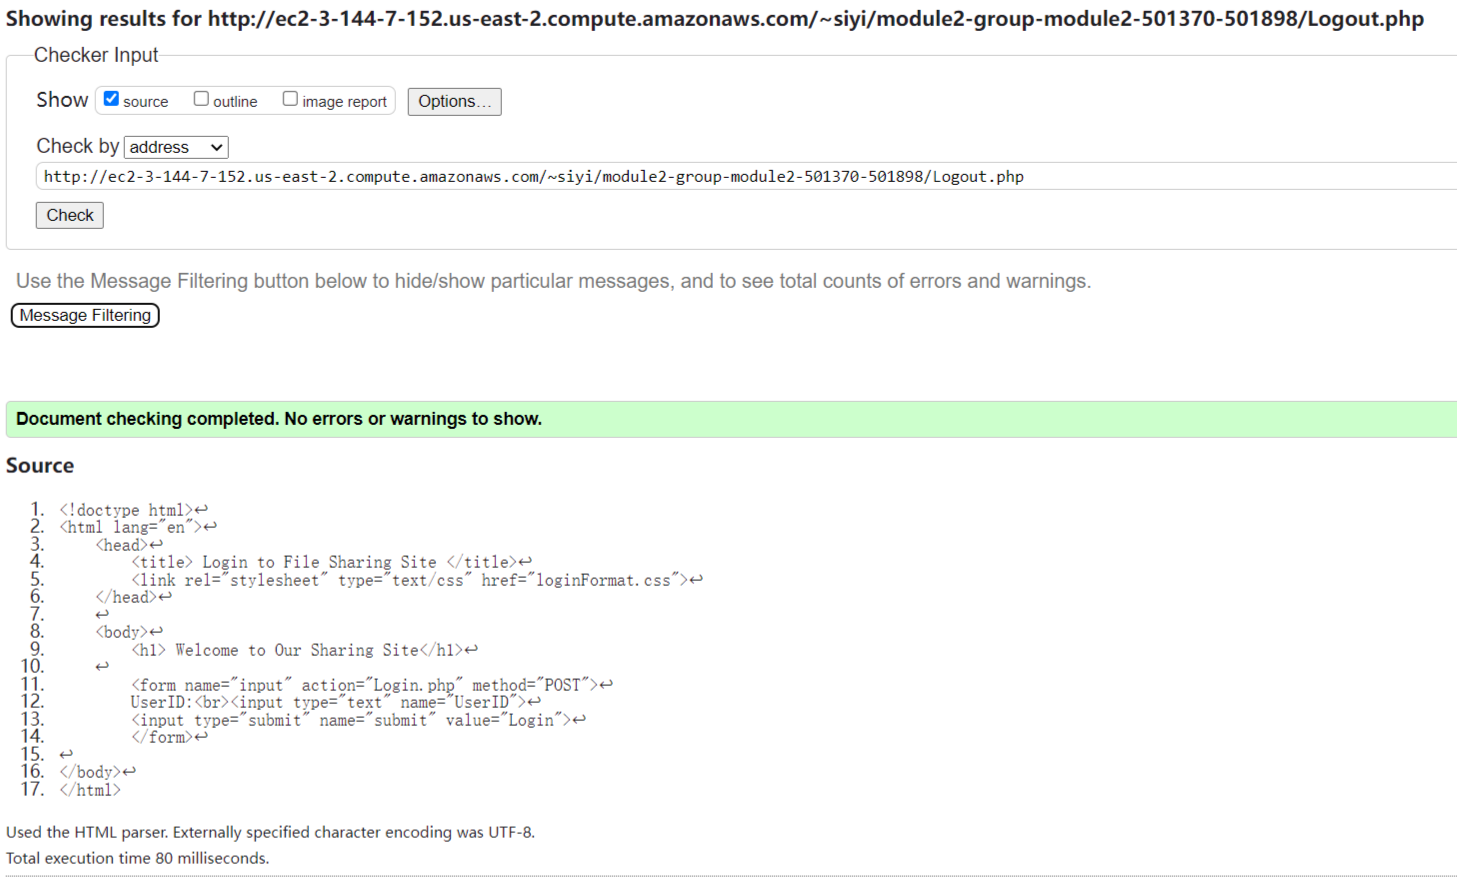 Showing results for http://ec2-3-144-7-152.us-east-2.compute.amazonaws.com/~siyi/module2-group-module2-501370-501898/Logout.php
Checker Input
Show source outline image report Options...
Check by address
http://ec2-3-144-7-152.us-east-2.compute.amazonaws.com/~siyi/module2-group-module2-501370-501898/Logout.php
Check
Use the Message Filtering button below to hide/show particular messages, and to see total counts of errors and warnings.
Message Filtering
Document checking completed. No errors or warnings to show.
Source
1. <!doctype html>↩
2. <html lang="en">↩
3. <head>↩
4. <title> Login to File Sharing Site </title>↩
5. <link rel="stylesheet" type="text/css" href="loginFormat.css">↩
6. </head>↩
7. ↩
8. <body>↩
9. <h1> Welcome to Our Sharing Site</h1>↩
10. ↩
11. <form name="input" action="Login.php" method="POST">↩
12. UserID:<br><input type="text" name="UserID">↩
13. <input type="submit" name="submit" value="Login">↩
14. </form>↩
15. ↩
16. </body>↩
17. </html>
Used the HTML parser. Externally specified character encoding was UTF-8.
Total execution time 80 milliseconds.